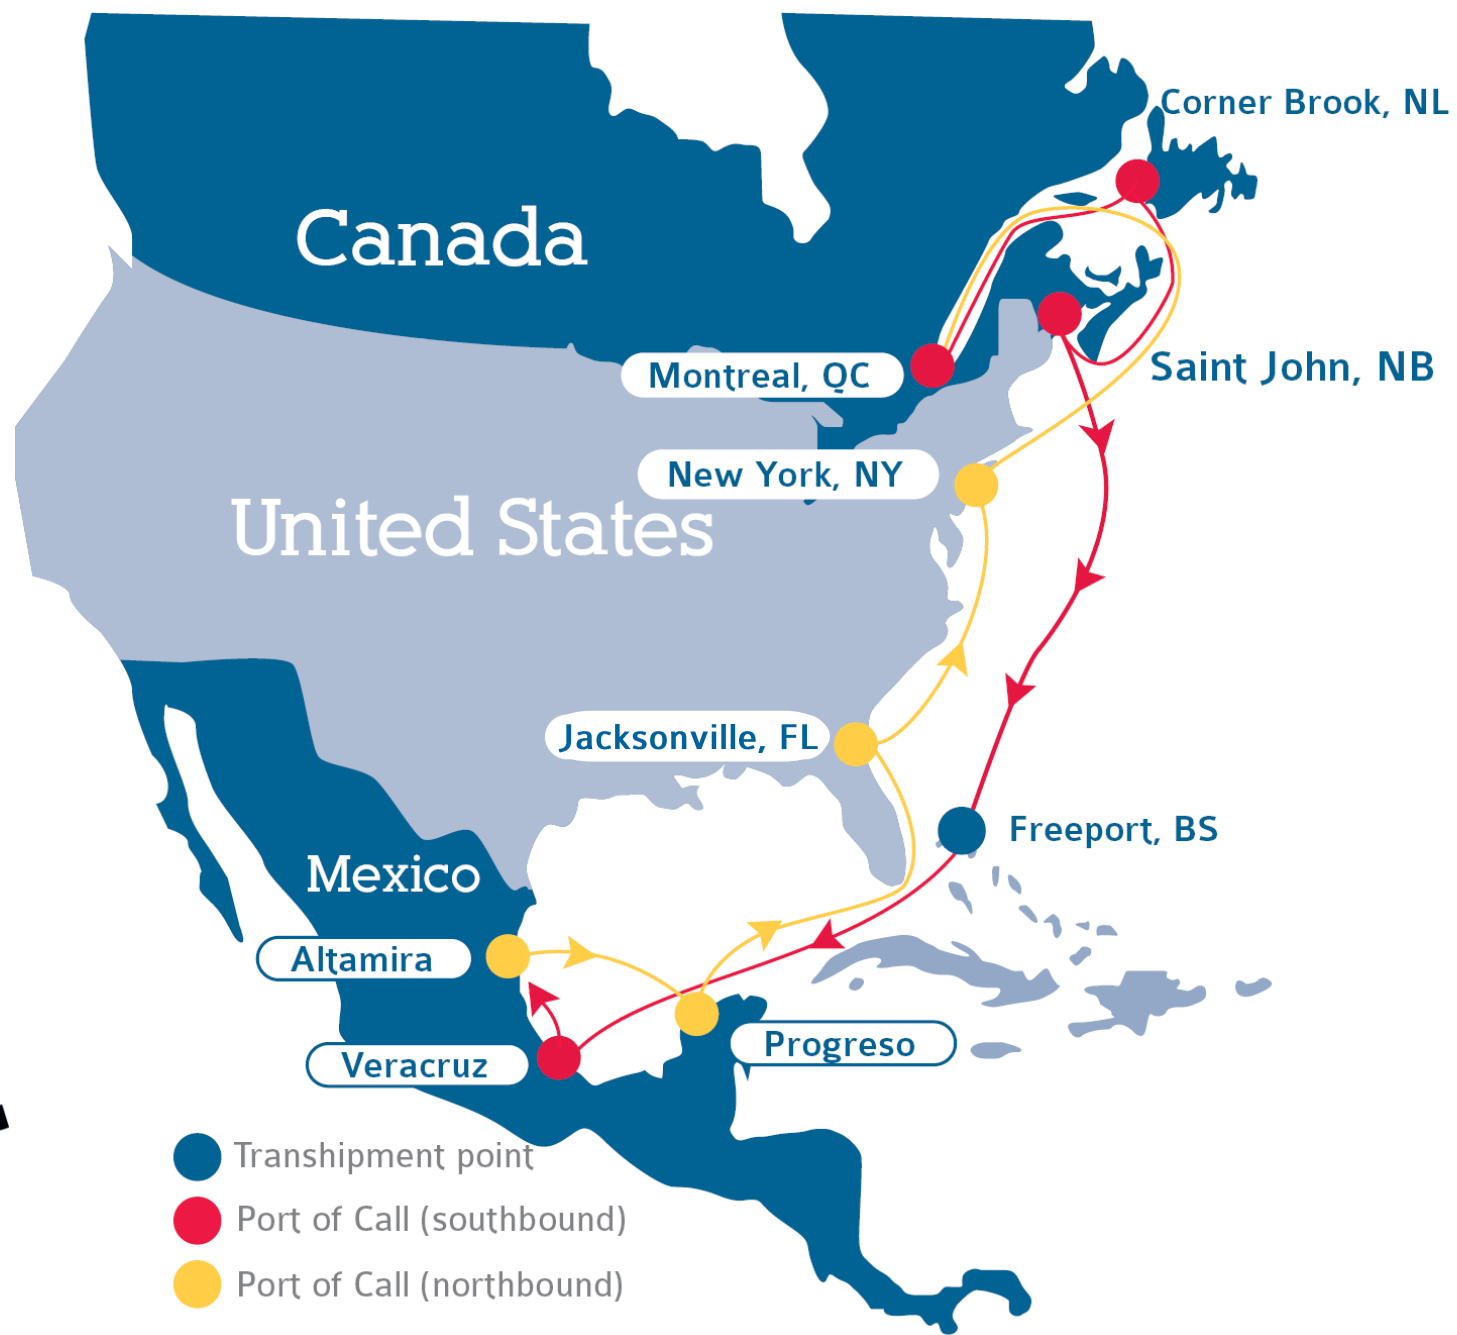 Corner Brook, NL
Canada
Saint John, NB
Montreal, QC
New York, NY
United States
Jacksonville, FL
Freeport, BS
Mexico
Altamira
Progreso
Veracruz
Transhipment point
Port of Call (southbound)
Port of Call (northbound)